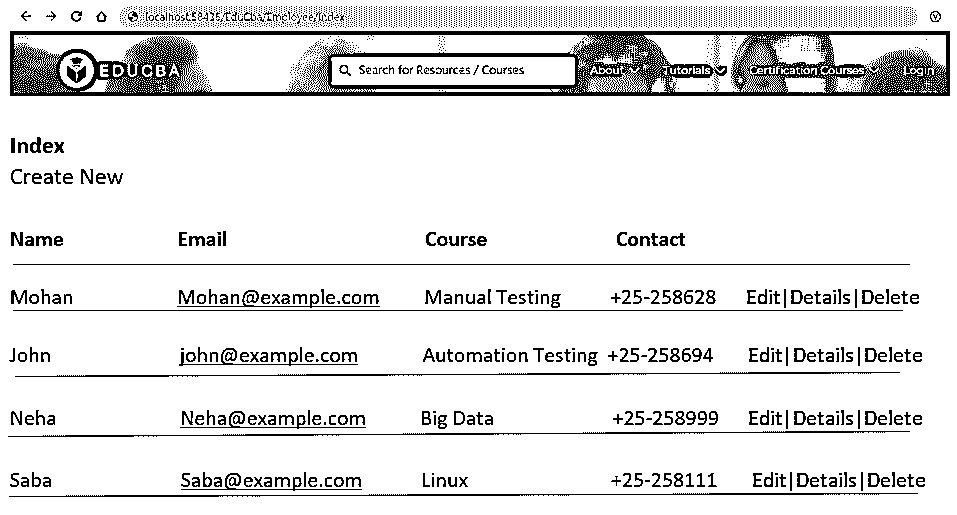 localhost:58426/EduCba/Employee/Index
EDUCBA Search for Resources / Courses About Tutorials Certification Courses Login
Index
Create New
Name Email Course Contact
Mohan Mohan@example.com Manual Testing +25-258628 Edit|Details|Delete
John john@example.com Automation Testing +25-258694 Edit|Details|Delete
Neha Neha@example.com Big Data +25-258999 Edit|Details|Delete
Saba Saba@example.com Linux +25-258111 Edit|Details|Delete